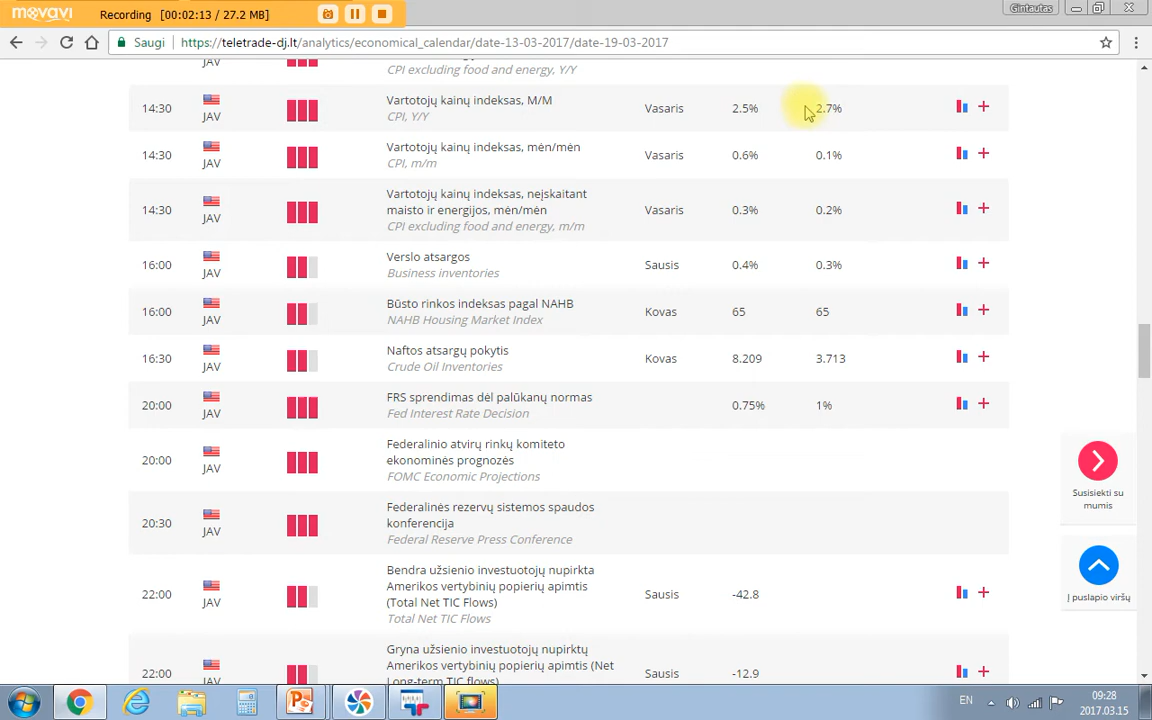 movavi Recording [00:02:13 / 27.2 MB]
Gintautas
Saugi https://teletrade-dj.lt/analytics/economical_calendar/date-13-03-2017/date-19-03-2017
JAV CPI excluding food and energy, Y/Y
14:30 JAV Vartotojų kainų indeksas, M/M Vasaris 2.5% 2.7%
CPI, Y/Y
14:30 JAV Vartotojų kainų indeksas, mėn/mėn Vasaris 0.6% 0.1%
CPI, m/m
14:30 JAV Vartotojų kainų indeksas, neįskaitant Vasaris 0.3% 0.2%
maisto ir energijos, mėn/mėn
CPI excluding food and energy, m/m
16:00 JAV Verslo atsargos Sausis 0.4% 0.3%
Business inventories
16:00 JAV Būsto rinkos indeksas pagal NAHB Kovas 65 65
NAHB Housing Market Index
16:30 JAV Naftos atsargų pokytis Kovas 8.209 3.713
Crude Oil Inventories
20:00 JAV FRS sprendimas dėl palūkanų normas 0.75% 1%
Fed Interest Rate Decision
20:00 JAV Federalinio atvirų rinkų komiteto
ekonominės prognozės
FOMC Economic Projections
20:30 JAV Federalinės rezervų sistemos spaudos
konferencija
Federal Reserve Press Conference
22:00 JAV Bendra užsienio investuotojų nupirkta Sausis -42.8
Amerikos vertybinių popierių apimtis
(Total Net TIC Flows)
Total Net TIC Flows
22:00 JAV Gryna užsienio investuotojų nupirktų Sausis -12.9
Amerikos vertybinių popierių apimtis (Net
Long-term TIC flows)
Susisiekti su
mumis
Į puslapio viršų
EN 09:28
2017.03.15